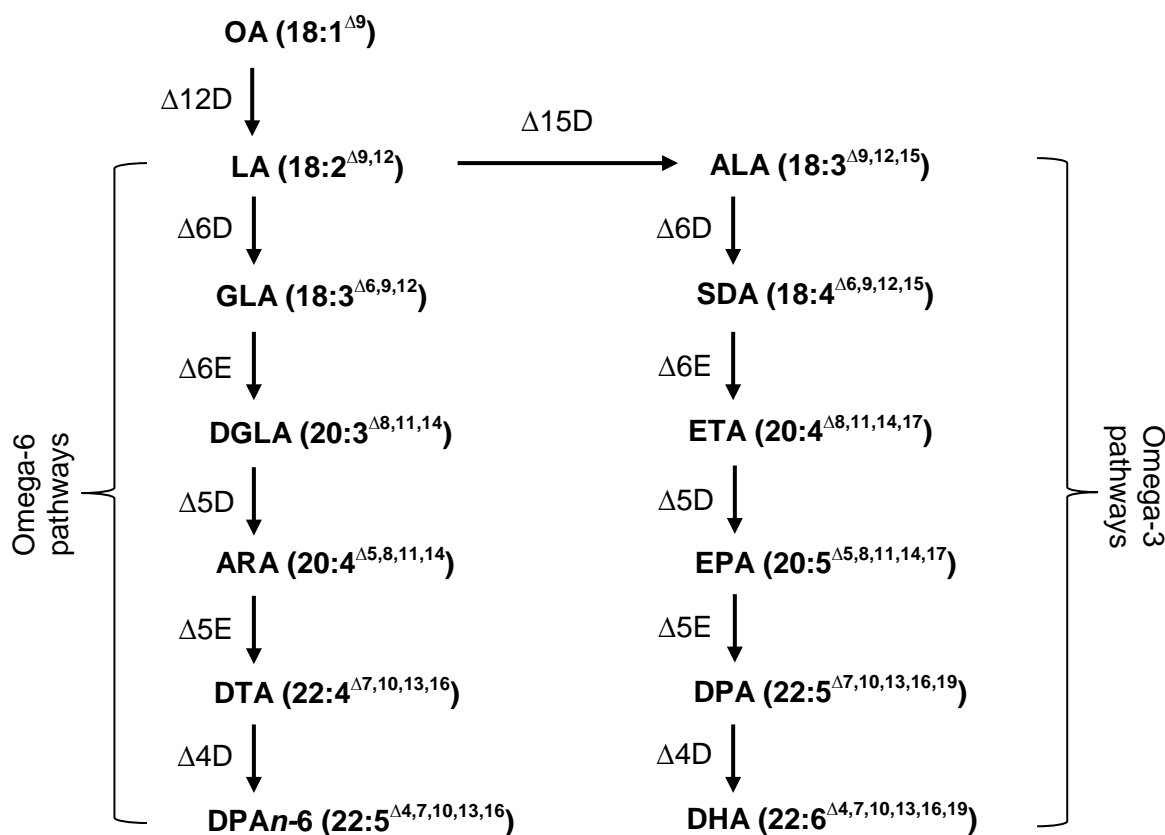 OA (18:1Δ9)
Δ12D
Δ15D
LA (18:2Δ9,12)
ALA (18:3Δ9,12,15)
Δ6D
Δ6D
GLA (18:3Δ6,9,12)
SDA (18:4Δ6,9,12,15)
Δ6E
Δ6E
DGLA (20:3Δ8,11,14)
ETA (20:4Δ8,11,14,17)
Omega-6
pathways
Omega-3
pathways
Δ5D
Δ5D
ARA (20:4Δ5,8,11,14)
EPA (20:5Δ5,8,11,14,17)
Δ5E
Δ5E
DTA (22:4Δ7,10,13,16)
DPA (22:5Δ7,10,13,16,19)
Δ4D
Δ4D
DPAn-6 (22:5Δ4,7,10,13,16)
DHA (22:6Δ4,7,10,13,16,19)